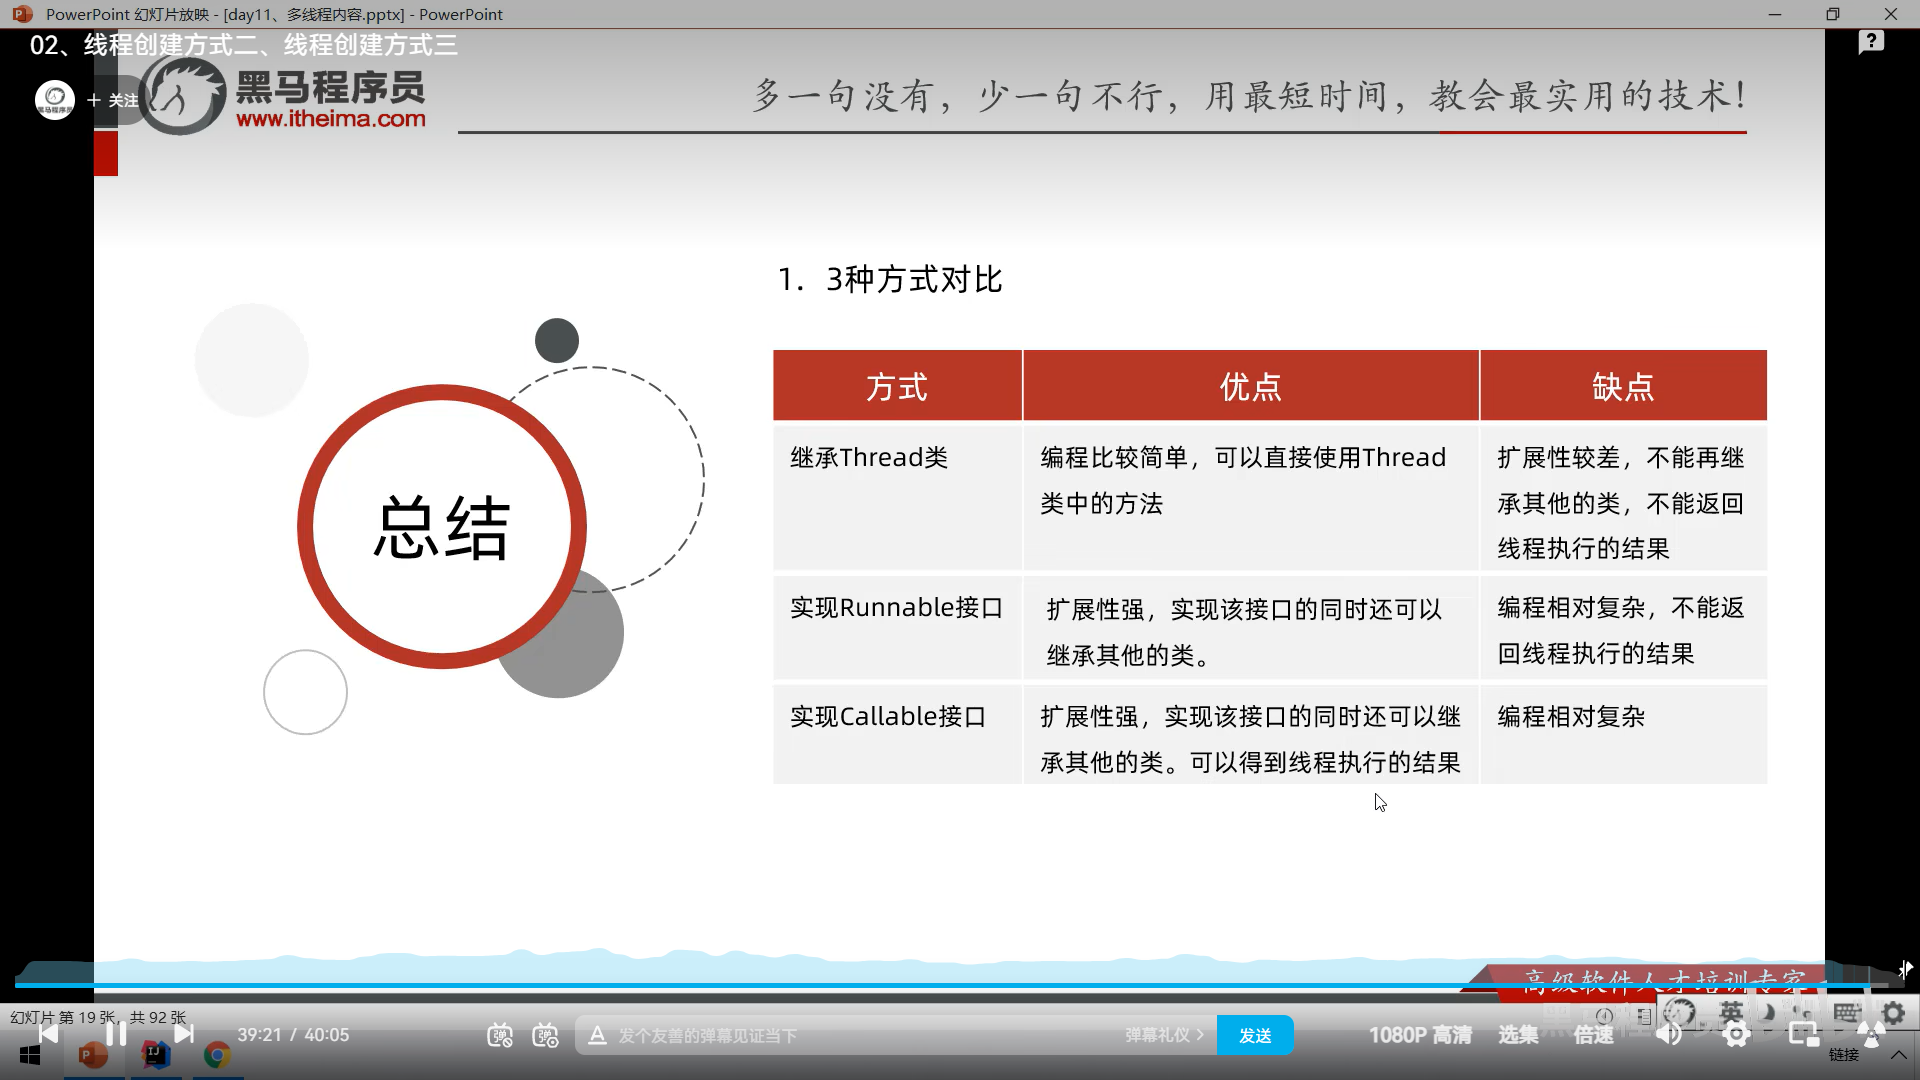 PowerPoint 幻灯片放映 - [day11、多线程内容.pptx] - PowerPoint
02、线程创建方式二、线程创建方式三
+ 关注
黑马程序员
www.itheima.com
多一句没有，少一句不行，用最短时间，教会最实用的技术！
1. 3种方式对比
总结
方式 优点 缺点
继承Thread类 编程比较简单，可以直接使用Thread 扩展性较差，不能再继
类中的方法 承其他的类，不能返回
线程执行的结果
实现Runnable接口 扩展性强，实现该接口的同时还可以 编程相对复杂，不能返
继承其他的类。 回线程执行的结果
实现Callable接口 扩展性强，实现该接口的同时还可以继 编程相对复杂
承其他的类。可以得到线程执行的结果
高级软件人才培训专家
幻灯片 第 19 张，共 92 张
英
39:21 / 40:05
弹
弹
A 发个友善的弹幕见证当下
弹幕礼仪 >
发送
1080P 高清
选集
倍速
链接